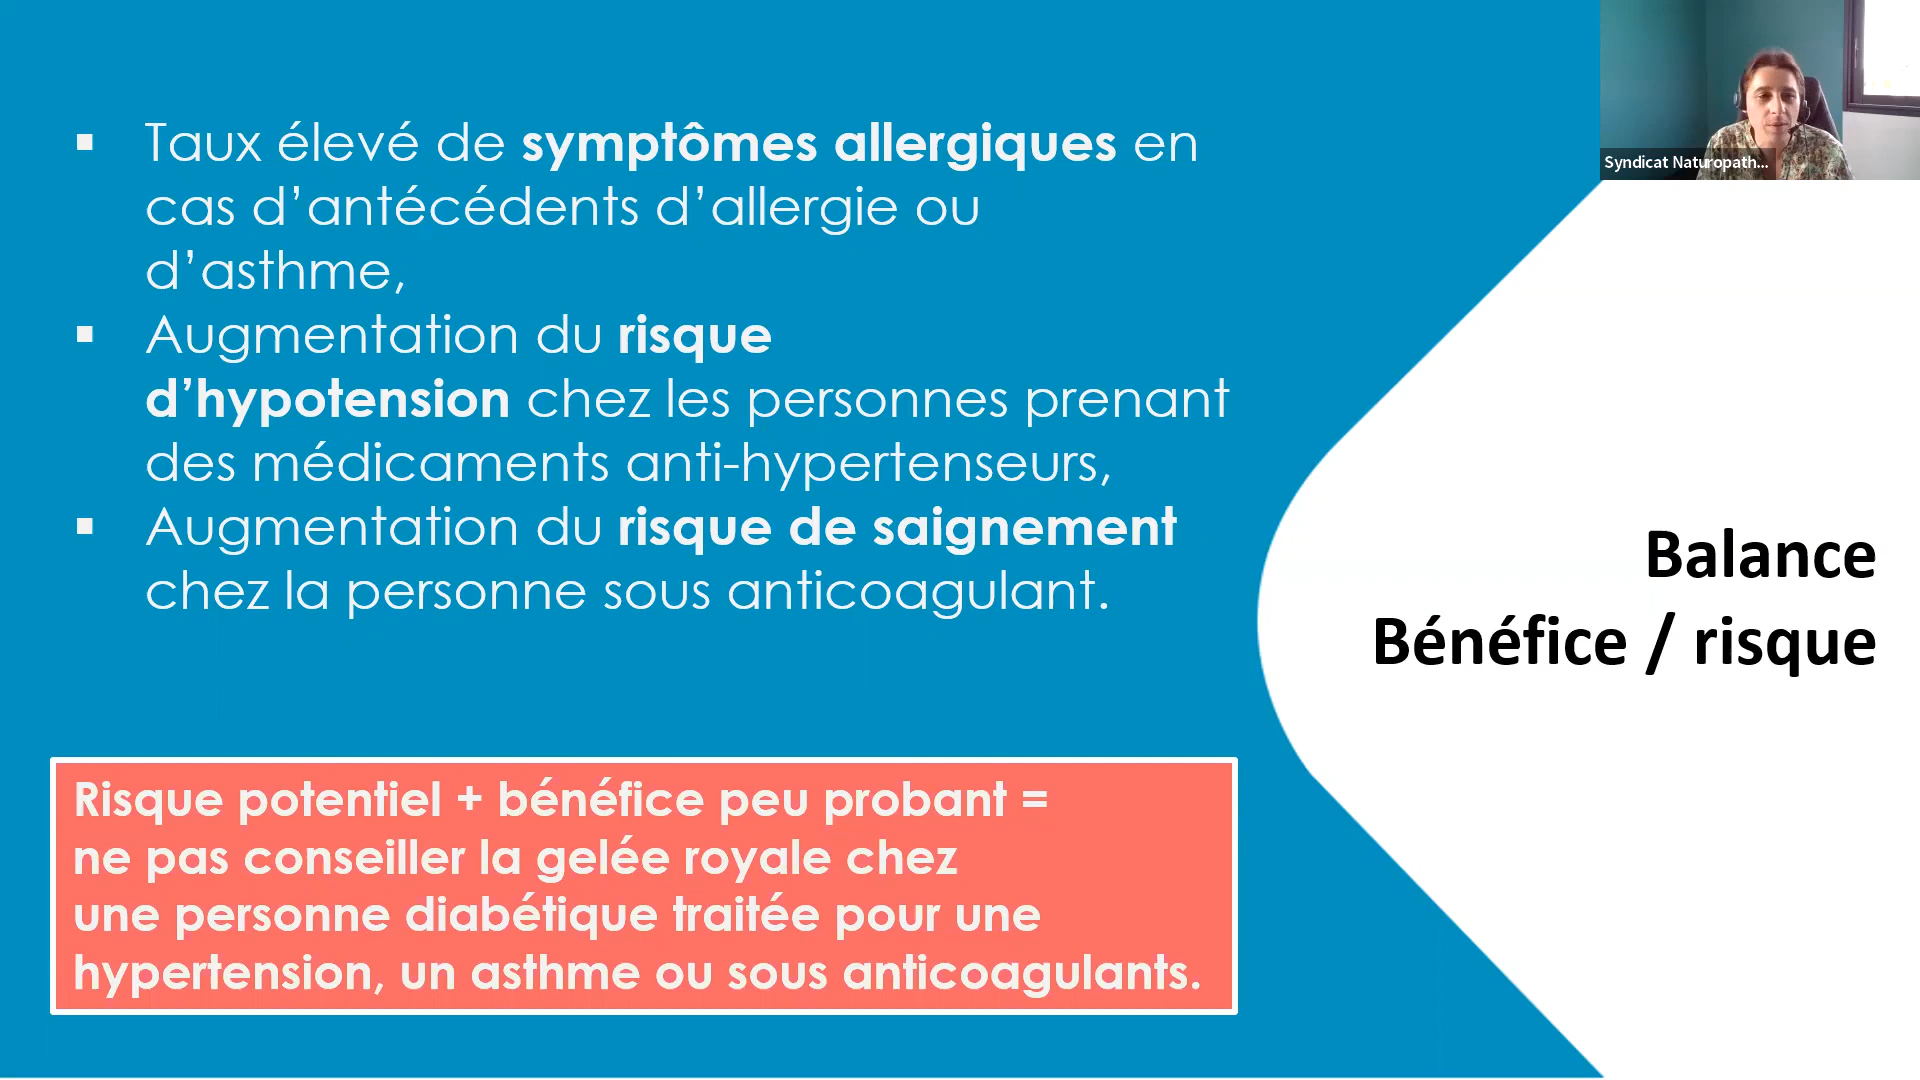 ▪ Taux élevé de symptômes allergiques en
cas d’antécédents d’allergie ou
d’asthme,
▪ Augmentation du risque
d’hypotension chez les personnes prenant
des médicaments anti-hypertenseurs,
▪ Augmentation du risque de saignement
chez la personne sous anticoagulant.
Risque potentiel + bénéfice peu probant =
ne pas conseiller la gelée royale chez
une personne diabétique traitée pour une
hypertension, un asthme ou sous anticoagulants.
Syndicat Naturopath...
Balance
Bénéfice / risque